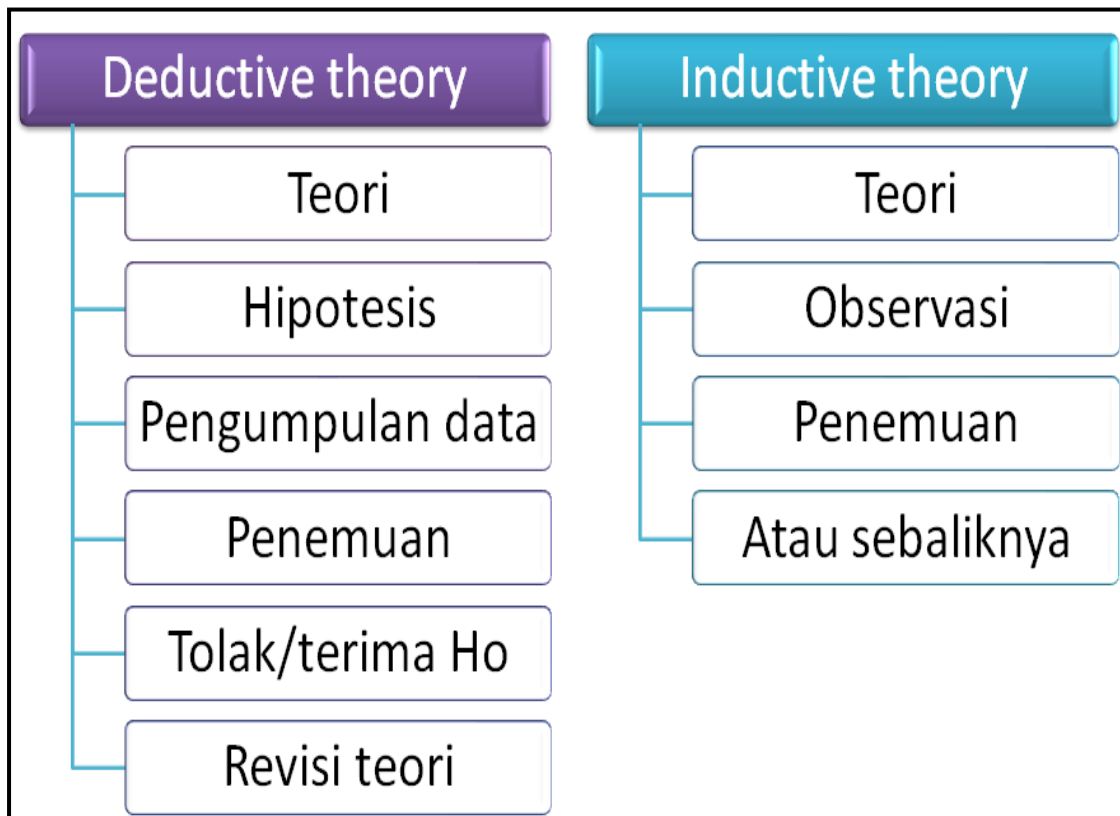 Deductive theory
Teori
Hipotesis
Pengumpulan data
Penemuan
Tolak/terima Ho
Revisi teori
Inductive theory
Teori
Observasi
Penemuan
Atau sebaliknya